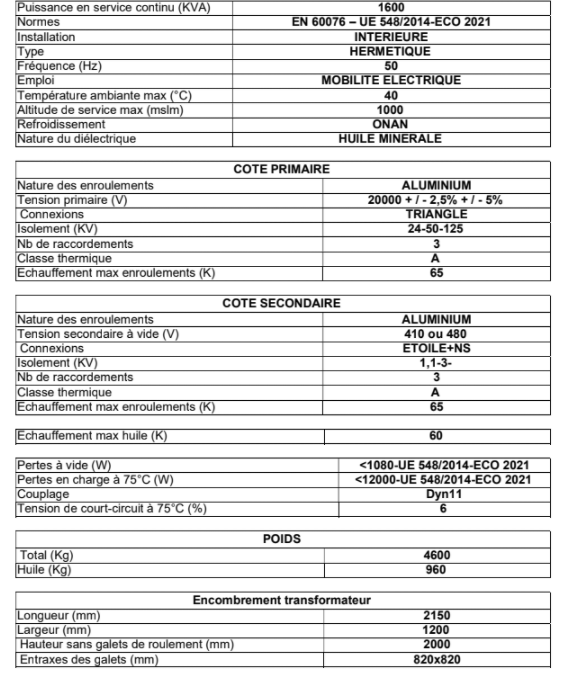 Puissance en service continu (KVA) 1600
Normes EN 60076 – UE 548/2014-ECO 2021
Installation INTERIEURE
Type HERMETIQUE
Fréquence (Hz) 50
Emploi MOBILITE ELECTRIQUE
Température ambiante max (°C) 40
Altitude de service max (mslm) 1000
Refroidissement ONAN
Nature du diélectrique HUILE MINERALE
COTE PRIMAIRE
Nature des enroulements ALUMINIUM
Tension primaire (V) 20000 + / - 2,5% + / - 5%
Connexions TRIANGLE
Isolement (KV) 24-50-125
Nb de raccordements 3
Classe thermique A
Echauffement max enroulements (K) 65
COTE SECONDAIRE
Nature des enroulements ALUMINIUM
Tension secondaire à vide (V) 410 ou 480
Connexions ETOILE+NS
Isolement (KV) 1,1-3-
Nb de raccordements 3
Classe thermique A
Echauffement max enroulements (K) 65
Echauffement max huile (K) 60
Pertes à vide (W) <1080-UE 548/2014-ECO 2021
Pertes en charge à 75°C (W) <12000-UE 548/2014-ECO 2021
Couplage Dyn11
Tension de court-circuit à 75°C (%) 6
POIDS
Total (Kg) 4600
Huile (Kg) 960
Encombrement transformateur
Longueur (mm) 2150
Largeur (mm) 1200
Hauteur sans galets de roulement (mm) 2000
Entraxes des galets (mm) 820x820